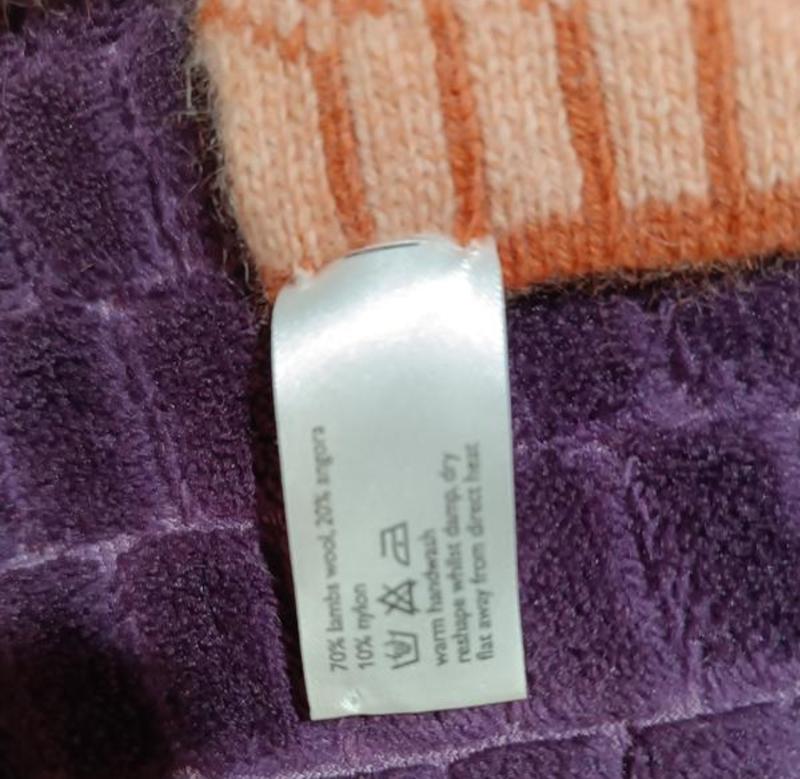 70% lambs wool, 20% angora
10% nylon
warm handwash
reshape whilst damp, dry
flat away from direct heat